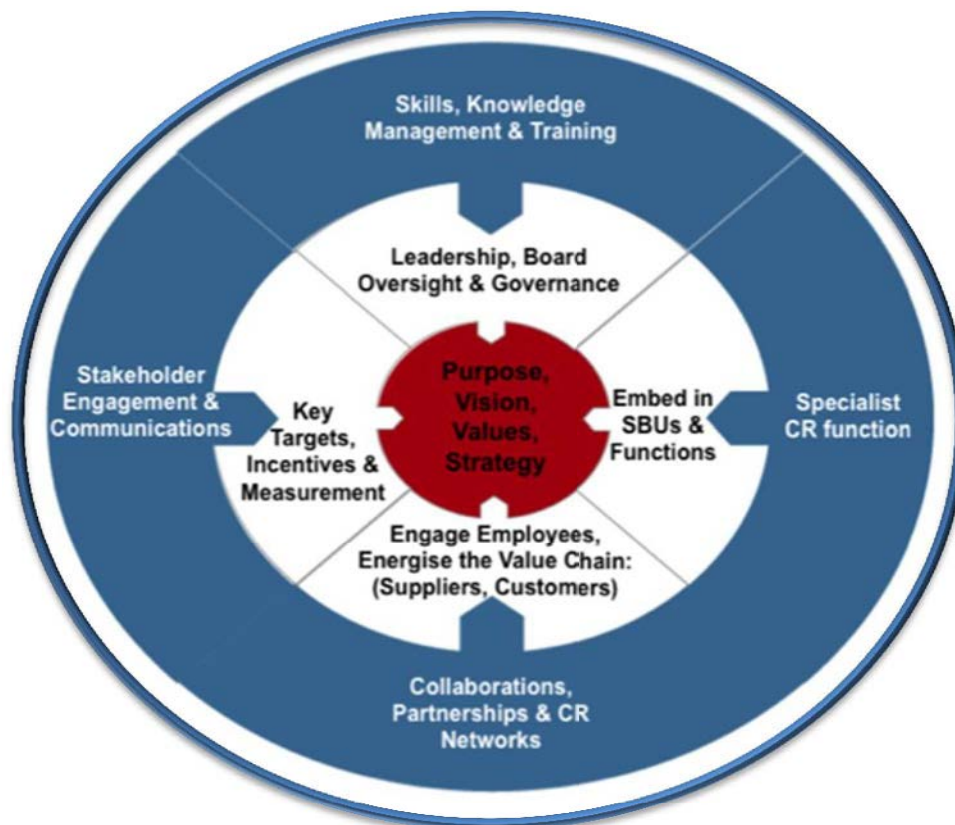 Skills, Knowledge
Management & Training
Leadership, Board
Oversight & Governance
Stakeholder
Engagement &
Communications
Key
Targets,
Incentives &
Measurement
Purpose,
Vision,
Values,
Strategy
Embed in
SBUs &
Functions
Specialist
CR function
Engage Employees,
Energise the Value Chain:
(Suppliers, Customers)
Collaborations,
Partnerships & CR
Networks